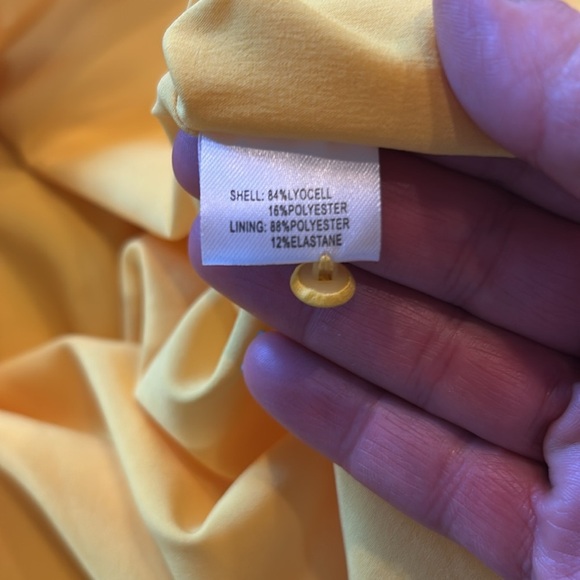 SHELL: 84%LYOCELL
16%POLYESTER
LINING: 88%POLYESTER
12%ELASTANE